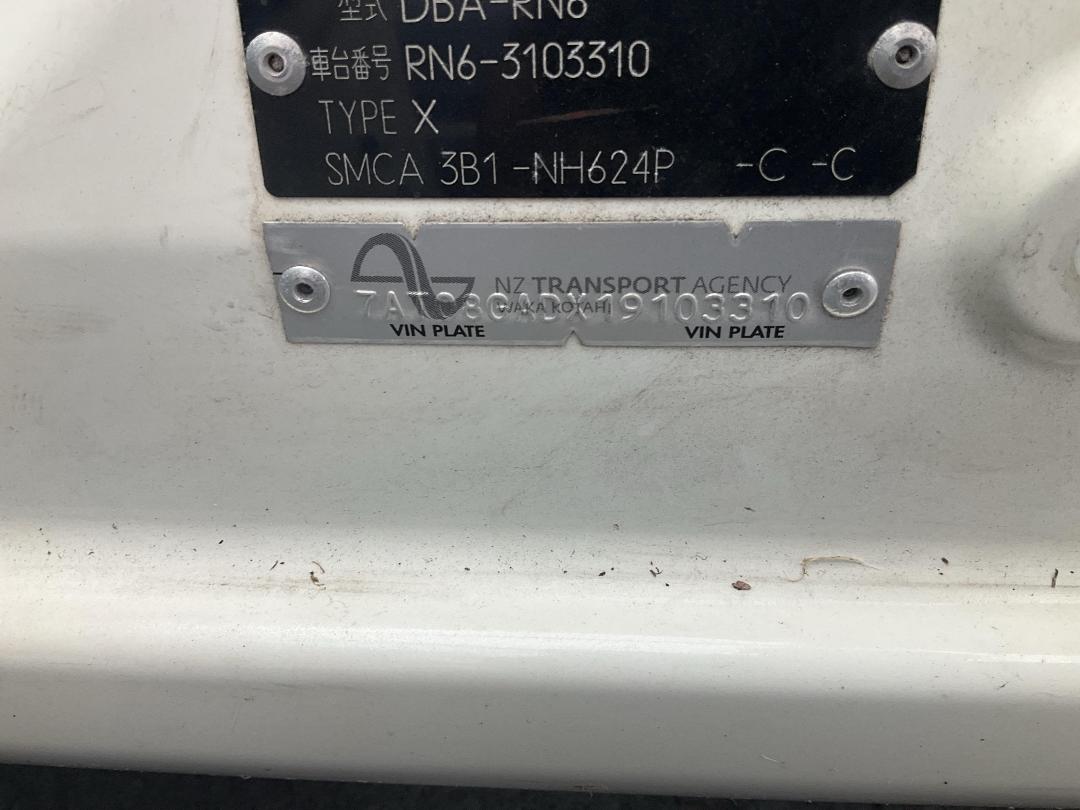 型式 DBA-RN6
車台番号 RN6-3103310
TYPE X
SMCA 3B1-NH624P -C -C
NZ TRANSPORT AGENCY
WAKA KOTAHI
VIN PLATE VIN PLATE